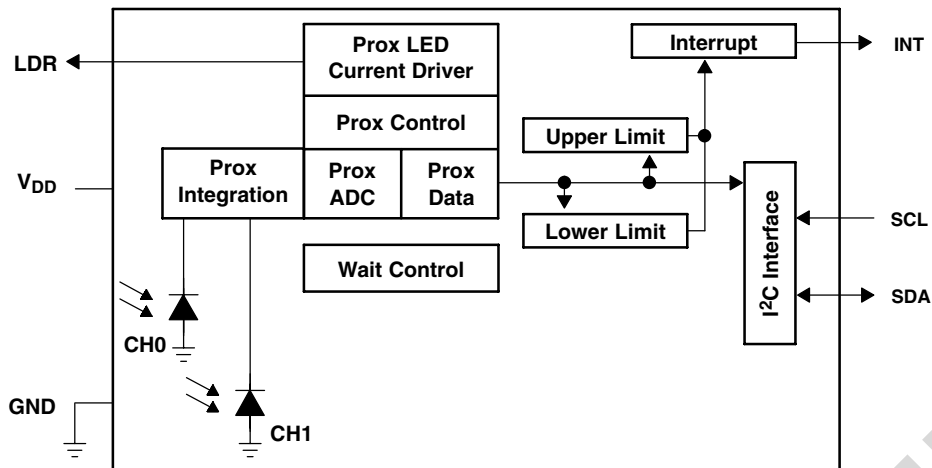 Prox LED
Current Driver
Interrupt
INT
LDR
Prox Control
Upper Limit
Prox
Integration
Prox
ADC
Prox
Data
VDD
Lower Limit
SCL
Wait Control
I²C Interface
SDA
CH0
GND
CH1